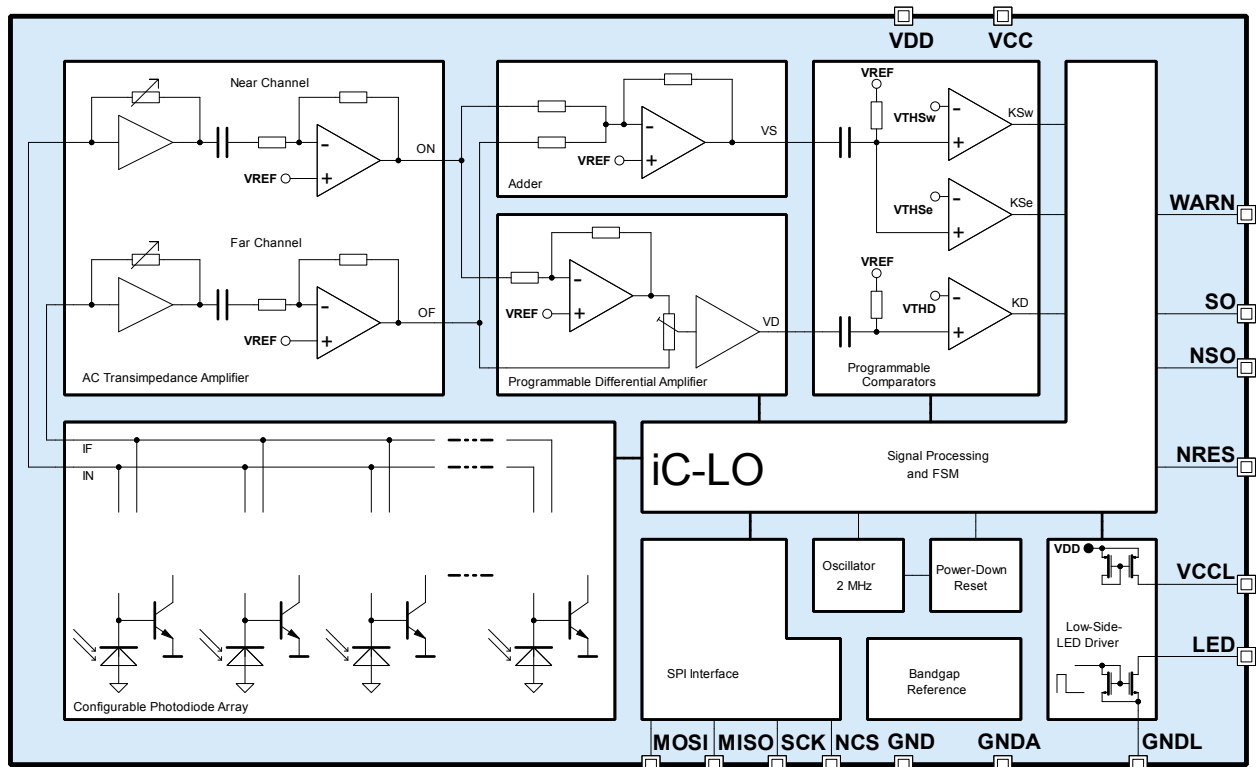 VDD
VCC
Near Channel
VREF
ON
Far Channel
VREF
OF
AC Transimpedance Amplifier
VREF
VS
Adder
VREF
VD
Programmable Differential Amplifier
VREF
VTHSw
KSw
VTHSe
KSe
VREF
VTHD
KD
Programmable
Comparators
WARN
SO
NSO
NRES
VCCL
LED
IF
IN
Configurable Photodiode Array
iC-LO
Signal Processing
and FSM
SPI Interface
Oscillator
2 MHz
Power-Down
Reset
Bandgap
Reference
VDD
Low-Side-
LED Driver
MOSI
MISO
SCK
NCS
GND
GNDA
GNDL